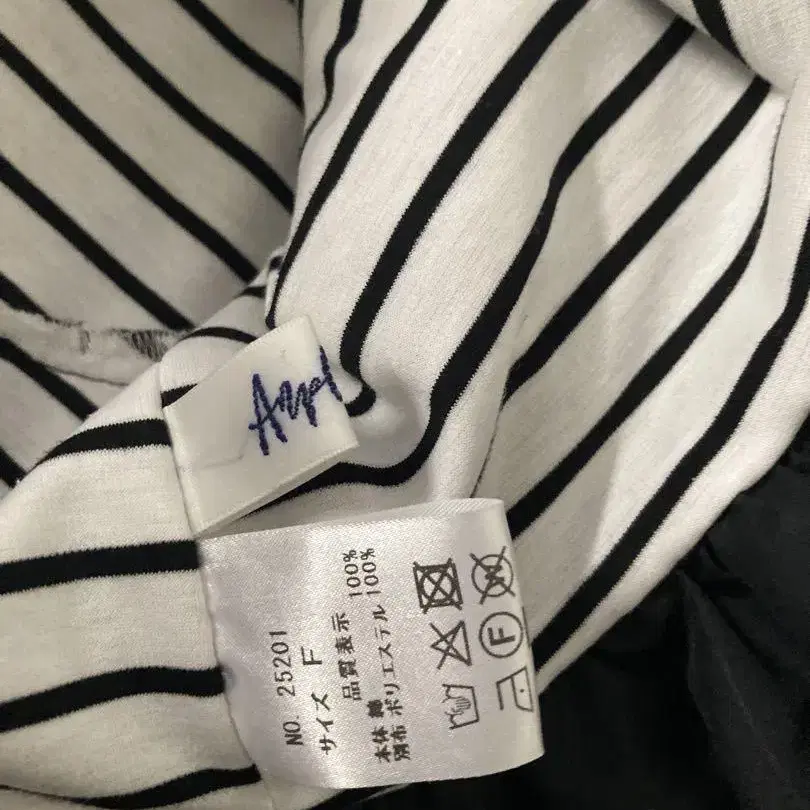 NO. 25201
サイズ F
品質表示
本体 綿 100%
別布 ポリエステル 100%
W
F